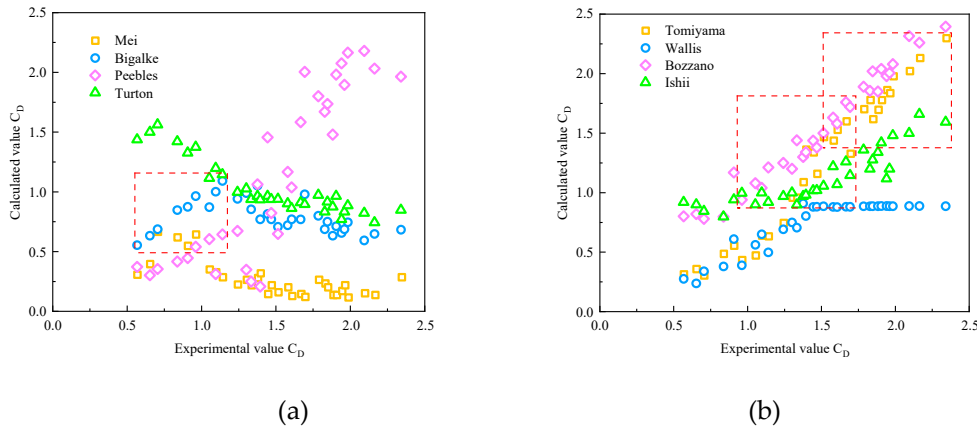 (a)
Mei
Bigalke
Peebles
Turton
Calculated value C_D
2.5
2.0
1.5
1.0
0.5
0.0
0.0 0.5 1.0 1.5 2.0 2.5
Experimental value C_D
(b)
Tomiyama
Wallis
Bozzano
Ishii
Calculated value C_D
2.5
2.0
1.5
1.0
0.5
0.0
0.0 0.5 1.0 1.5 2.0 2.5
Experimental value C_D
(a) (b)